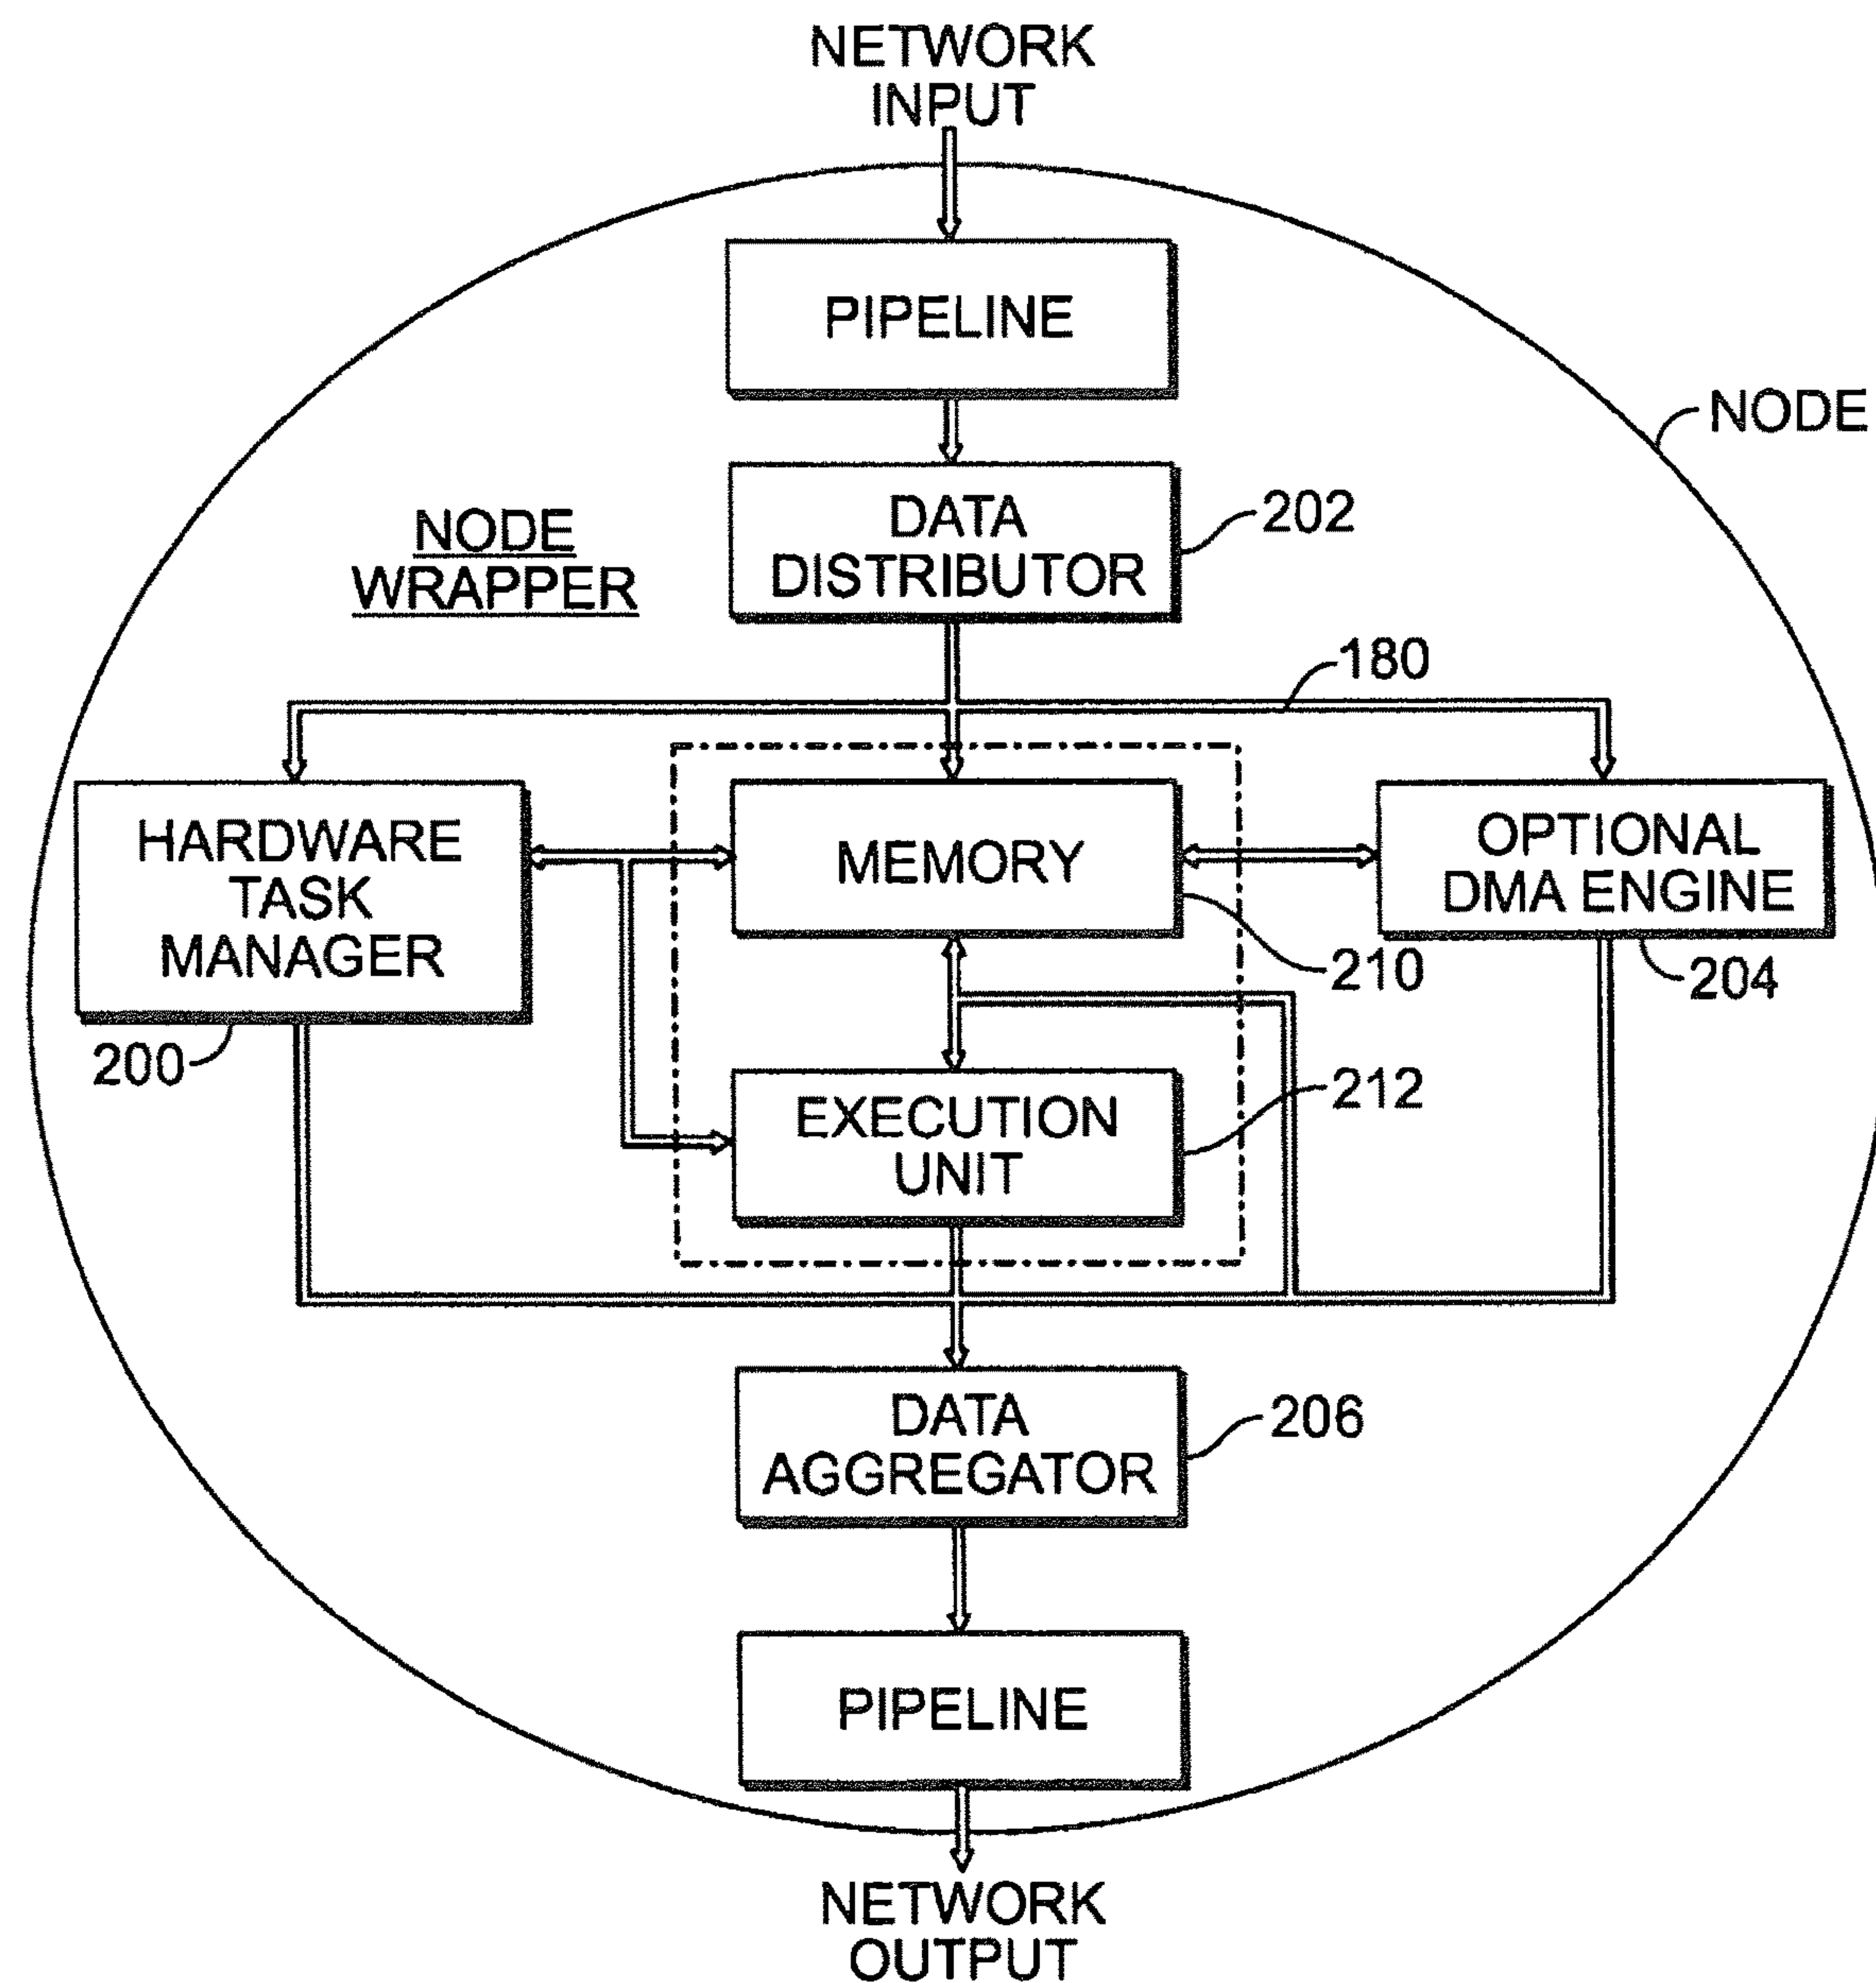 NETWORK
INPUT
PIPELINE
NODE
DATA
DISTRIBUTOR
202
NODE
WRAPPER
180
HARDWARE
TASK
MANAGER
200
MEMORY
210
OPTIONAL
DMA ENGINE
204
EXECUTION
UNIT
212
DATA
AGGREGATOR
206
PIPELINE
NETWORK
OUTPUT